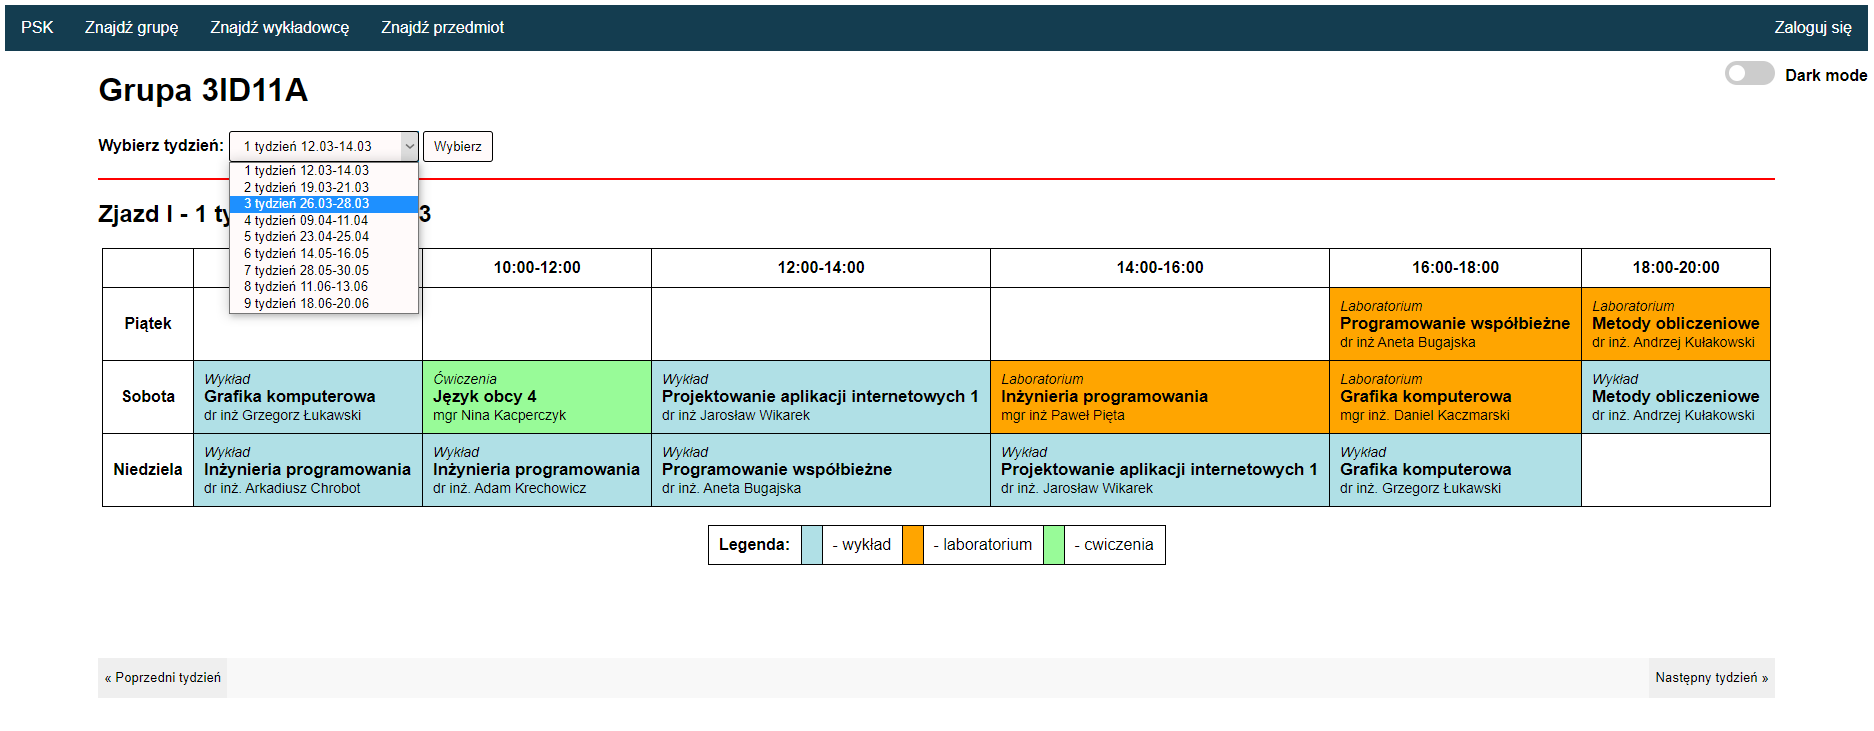 PSK Znajdź grupę Znajdź wykładowcę Znajdź przedmiot Zaloguj się
Dark mode
Grupa 3ID11A
Wybierz tydzień: 1 tydzień 12.03-14.03 Wybierz
1 tydzień 12.03-14.03
2 tydzień 19.03-21.03
3 tydzień 26.03-28.03
4 tydzień 09.04-11.04
5 tydzień 23.04-25.04
6 tydzień 14.05-16.05
7 tydzień 28.05-30.05
8 tydzień 11.06-13.06
9 tydzień 18.06-20.06
Zjazd I - 1 ty 3
10:00-12:00 12:00-14:00 14:00-16:00 16:00-18:00 18:00-20:00
Piątek
Laboratorium
Programowanie współbieżne
dr inż Aneta Bugajska
Laboratorium
Metody obliczeniowe
dr inż. Andrzej Kułakowski
Sobota
Wykład
Grafika komputerowa
dr inż Grzegorz Łukawski
Ćwiczenia
Język obcy 4
mgr Nina Kacperczyk
Wykład
Projektowanie aplikacji internetowych 1
dr inż Jarosław Wikarek
Laboratorium
Inżynieria programowania
mgr inż Paweł Pięta
Laboratorium
Grafika komputerowa
mgr inż. Daniel Kaczmarski
Wykład
Metody obliczeniowe
dr inż. Andrzej Kułakowski
Niedziela
Wykład
Inżynieria programowania
dr inż. Arkadiusz Chrobot
Wykład
Inżynieria programowania
dr inż. Adam Krechowicz
Wykład
Programowanie współbieżne
dr inż. Aneta Bugajska
Wykład
Projektowanie aplikacji internetowych 1
dr inż. Jarosław Wikarek
Wykład
Grafika komputerowa
dr inż. Grzegorz Łukawski
Legenda: - wykład - laboratorium - cwiczenia
« Poprzedni tydzień Następny tydzień »